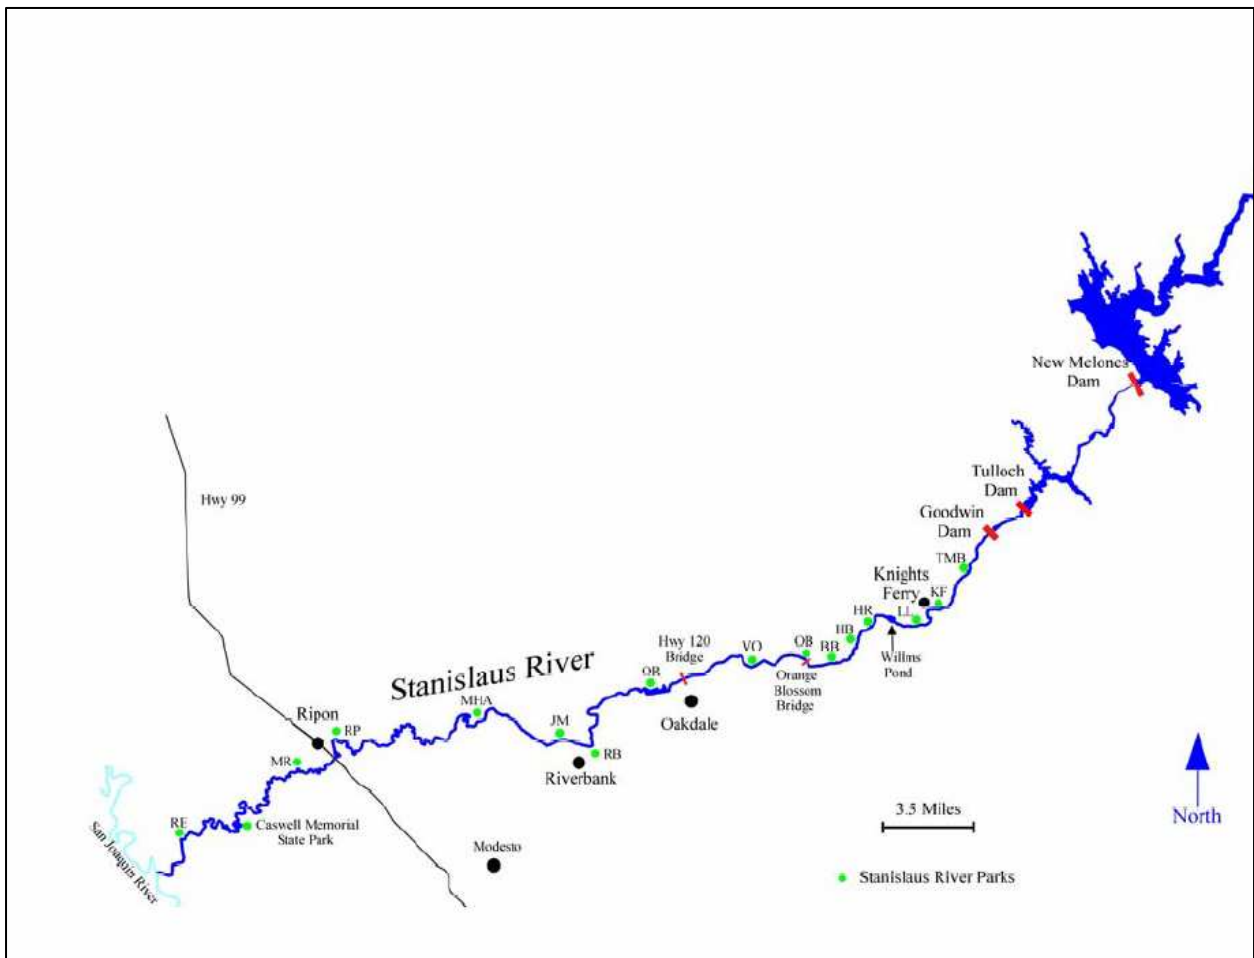 New Melones
Dam
Tulloch
Dam
Hwy 99
Goodwin
Dam
TMB
Knights
Ferry
KF
LL
HR
HB
Hwy 120
Bridge
VO
OB
BB
Willms
Pond
Stanislaus River
OR
Orange
Blossom
Bridge
MHA
Oakdale
Ripon
RP
JM
RB
MR
Riverbank
3.5 Miles
North
RE
Caswell Memorial
State Park
San Joaquin River
Modesto
Stanislaus River Parks